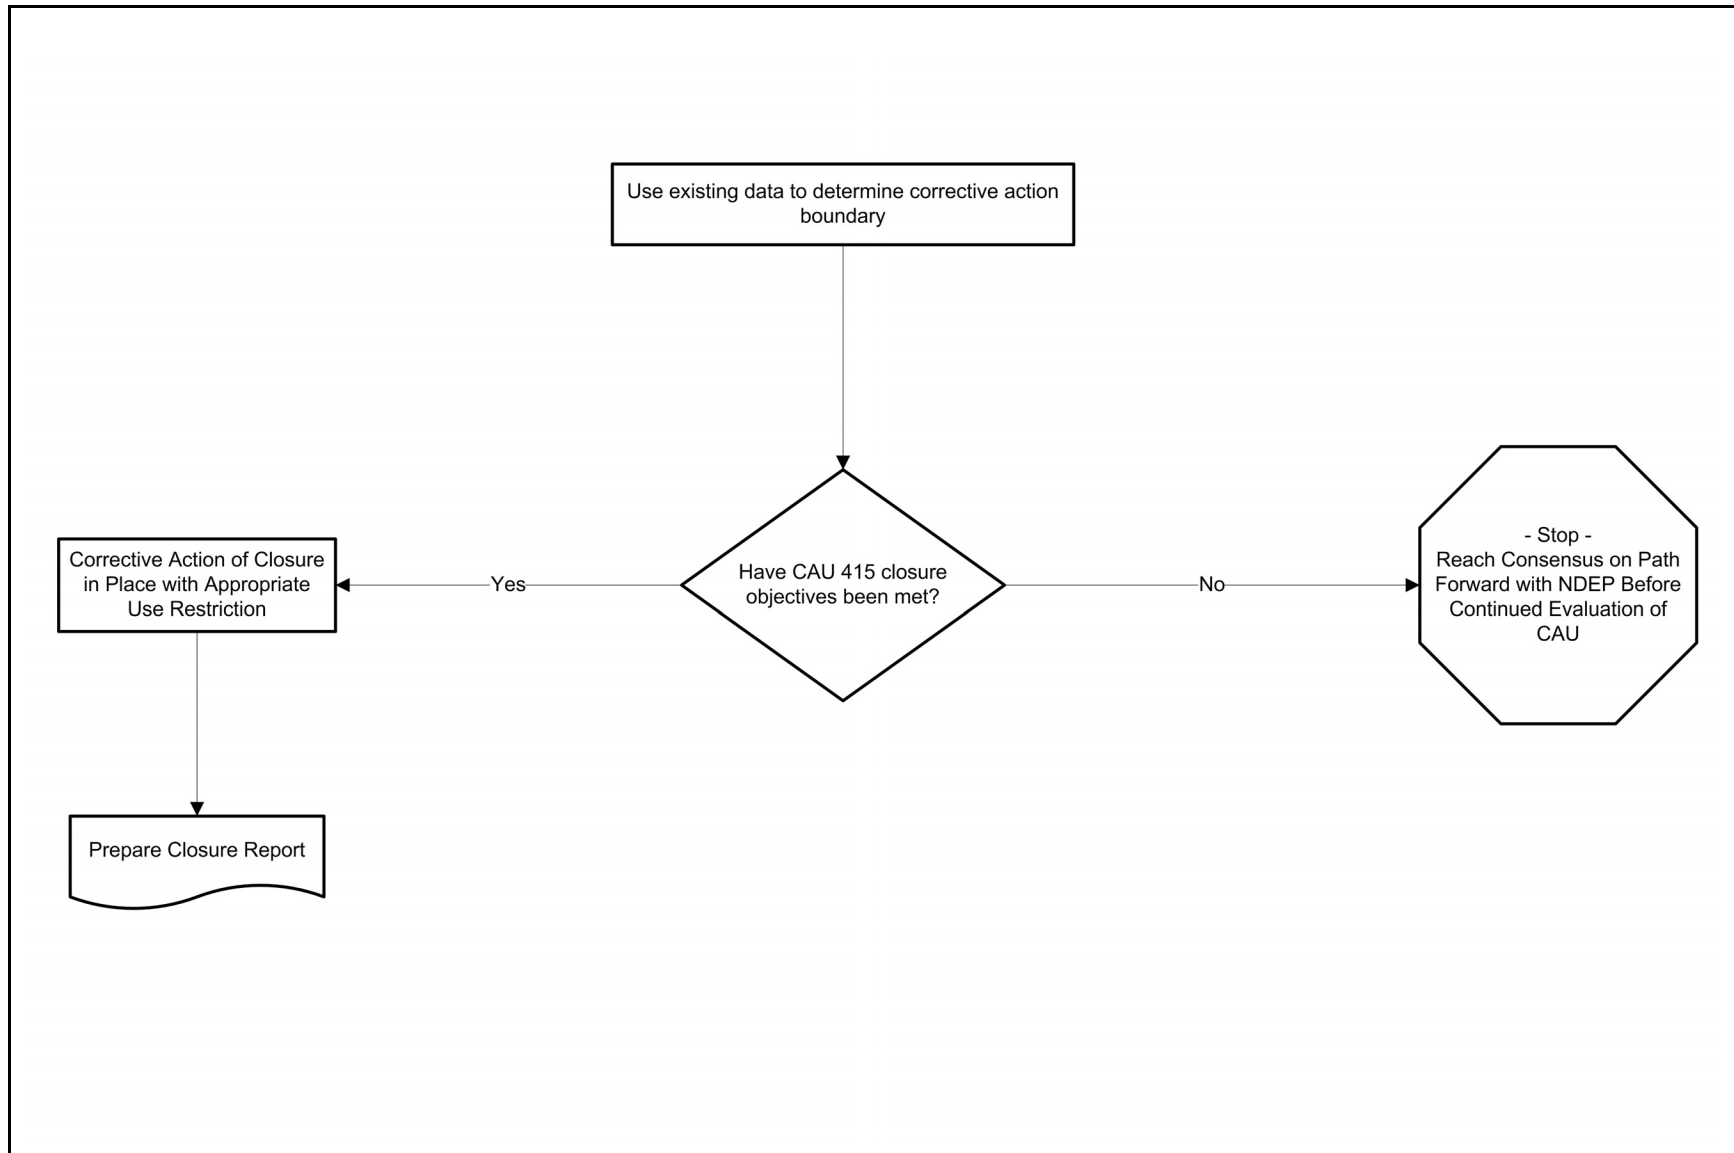 Use existing data to determine corrective action
boundary
Have CAU 415 closure
objectives been met?
Yes
No
Corrective Action of Closure
in Place with Appropriate
Use Restriction
- Stop -
Reach Consensus on Path
Forward with NDEP Before
Continued Evaluation of
CAU
Prepare Closure Report